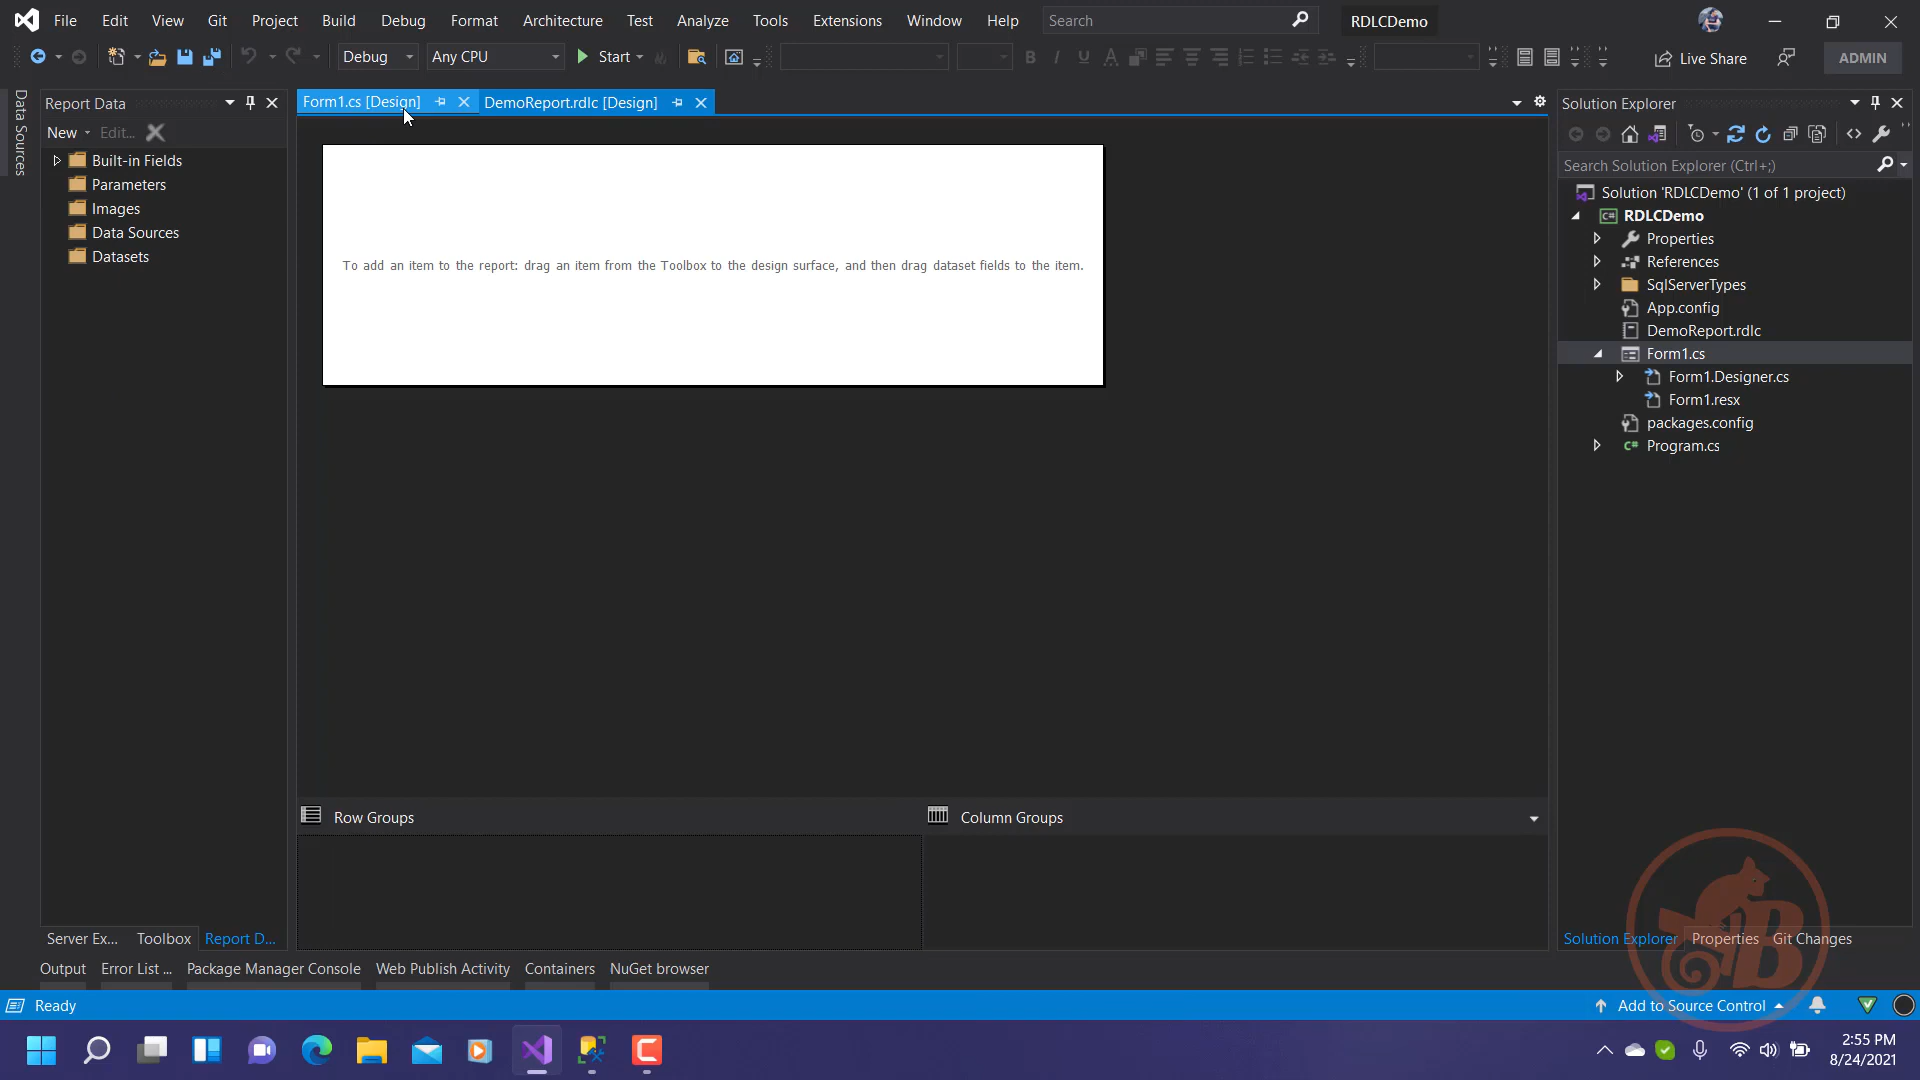 File Edit View Git Project Build Debug Format Architecture Test Analyze Tools Extensions Window Help Search RDLCDemo
Debug Any CPU Start B I U A Live Share ADMIN
Data Sources
Report Data
New Edit...
Built-in Fields
Parameters
Images
Data Sources
Datasets
Server Ex... Toolbox Report D...
Form1.cs [Design] DemoReport.rdlc [Design]
To add an item to the report: drag an item from the Toolbox to the design surface, and then drag dataset fields to the item.
Row Groups Column Groups
Solution Explorer
Search Solution Explorer (Ctrl+;)
Solution 'RDLCDemo' (1 of 1 project)
C# RDLCDemo
Properties
References
SqlServerTypes
App.config
DemoReport.rdlc
Form1.cs
Form1.Designer.cs
Form1.resx
packages.config
C# Program.cs
Solution Explorer Properties Git Changes
B
Output Error List ... Package Manager Console Web Publish Activity Containers NuGet browser
Ready Add to Source Control
2:55 PM
8/24/2021